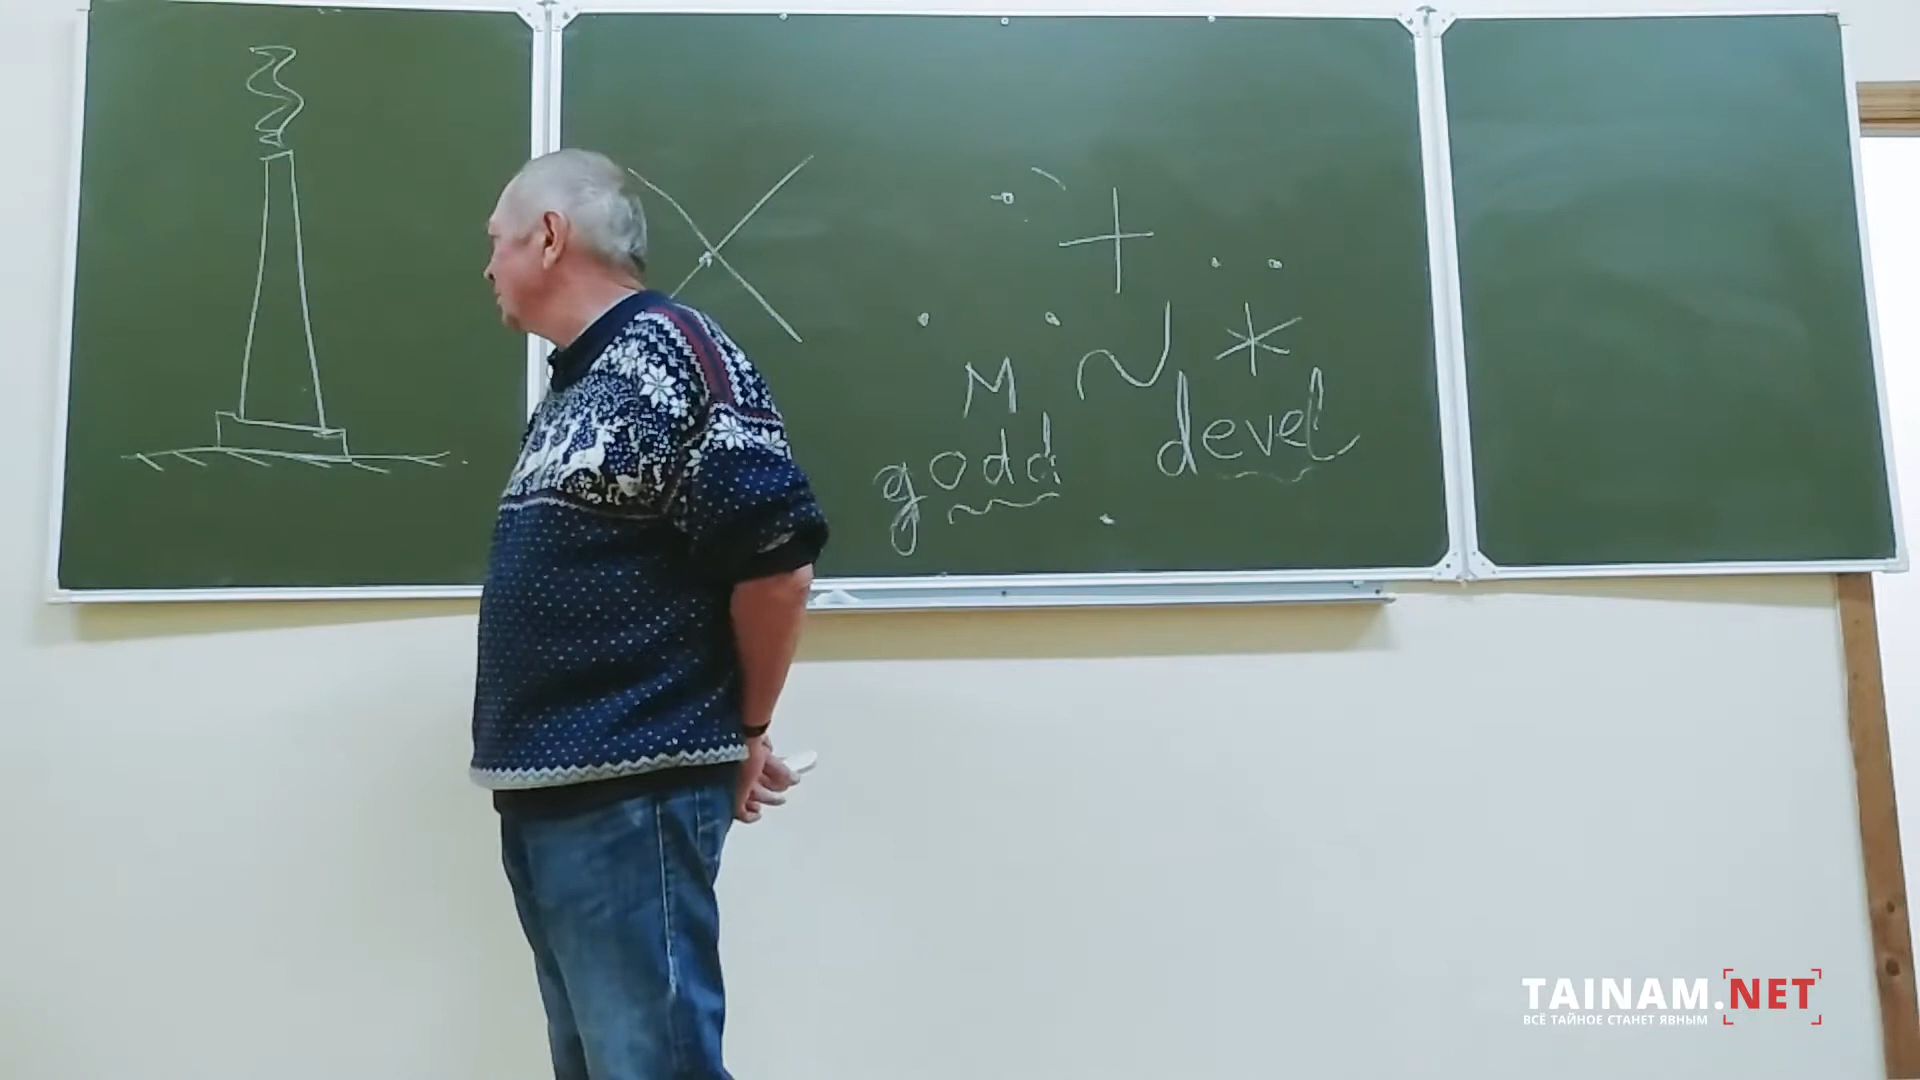 M
godd devel
TAINAM.NET
ВСЁ ТАЙНОЕ СТАНЕТ ЯВНЫМ